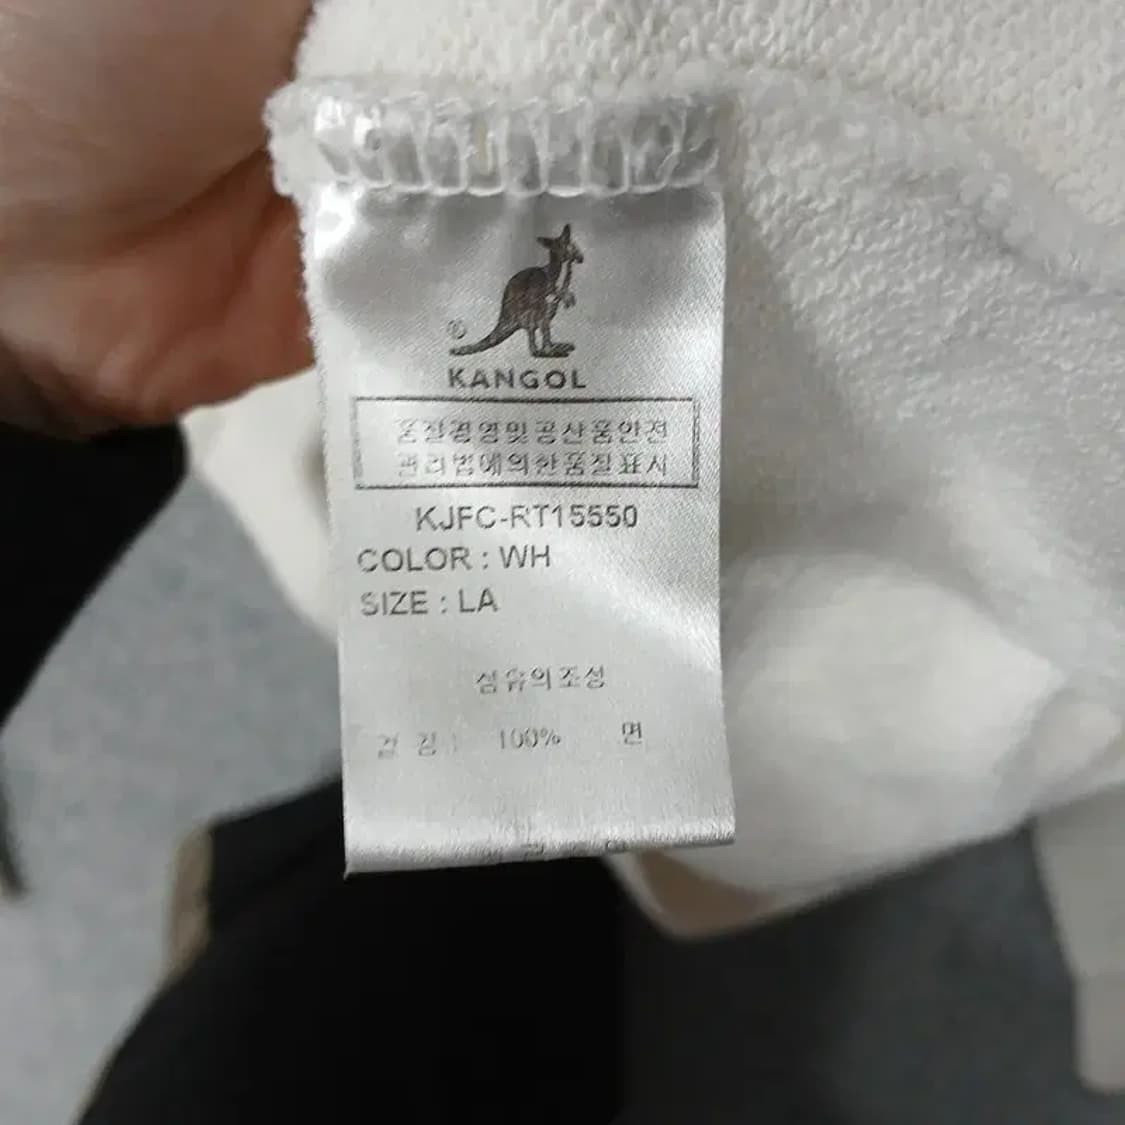 ®
KANGOL
품질경영및공산품안전
관리법에의한품질표시
KJFC-RT15550
COLOR : WH
SIZE : LA
섬유의조성
겉 감 : 100% 면